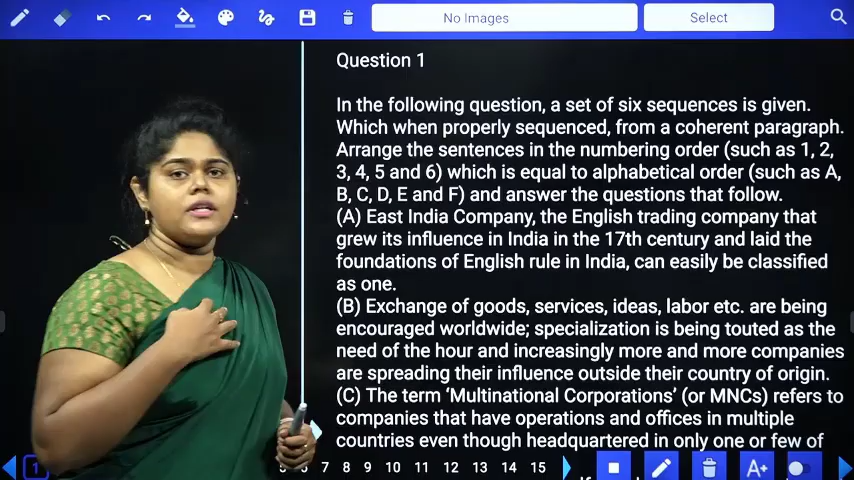 No Images
Select
Question 1
In the following question, a set of six sequences is given.
Which when properly sequenced, from a coherent paragraph.
Arrange the sentences in the numbering order (such as 1, 2,
3, 4, 5 and 6) which is equal to alphabetical order (such as A,
B, C, D, E and F) and answer the questions that follow.
(A) East India Company, the English trading company that
grew its influence in India in the 17th century and laid the
foundations of English rule in India, can easily be classified
as one.
(B) Exchange of goods, services, ideas, labor etc. are being
encouraged worldwide; specialization is being touted as the
need of the hour and increasingly more and more companies
are spreading their influence outside their country of origin.
(C) The term ‘Multinational Corporations’ (or MNCs) refers to
companies that have operations and offices in multiple
countries even though headquartered in only one or few of
1 7 8 9 10 11 12 13 14 15 A+